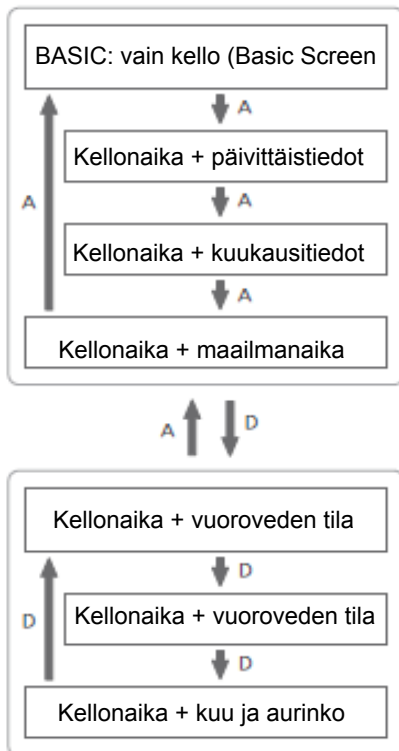 BASIC: vain kello (Basic Screen
A
Kellonaika + päivittäistiedot
A
A
Kellonaika + kuukausitiedot
A
Kellonaika + maailmanaika
A
D
Kellonaika + vuoroveden tila
D
Kellonaika + vuoroveden tila
D
D
Kellonaika + kuu ja aurinko